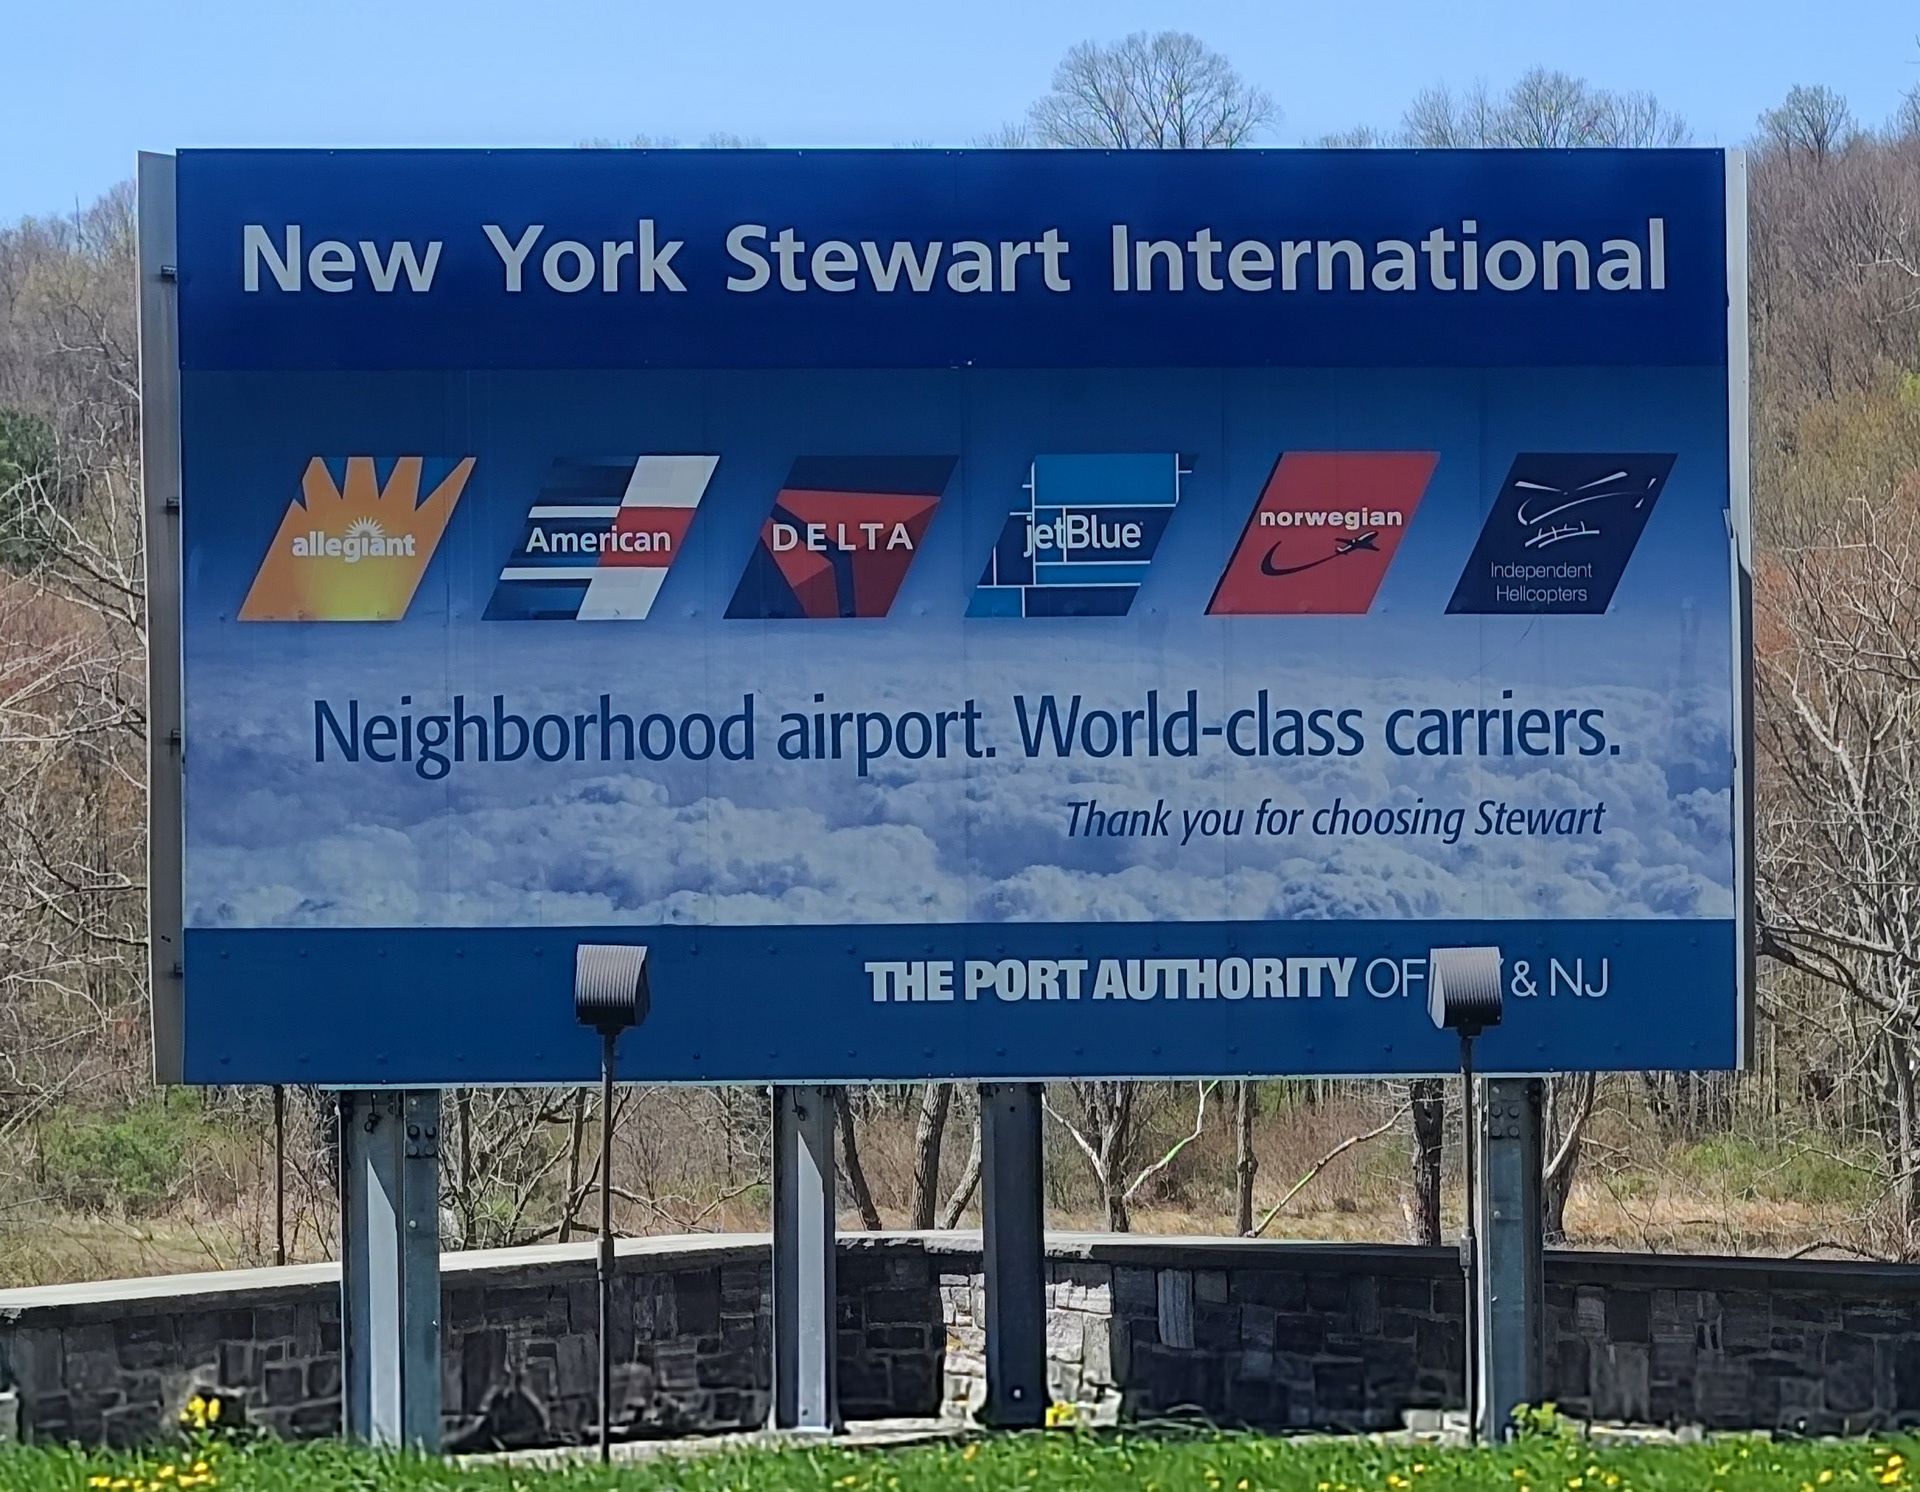 New York Stewart International
allegiant
American
DELTA
jetBlue
norwegian
Independent
Helicopters
Neighborhood airport. World-class carriers.
Thank you for choosing Stewart
THE PORT AUTHORITY OF & NJ